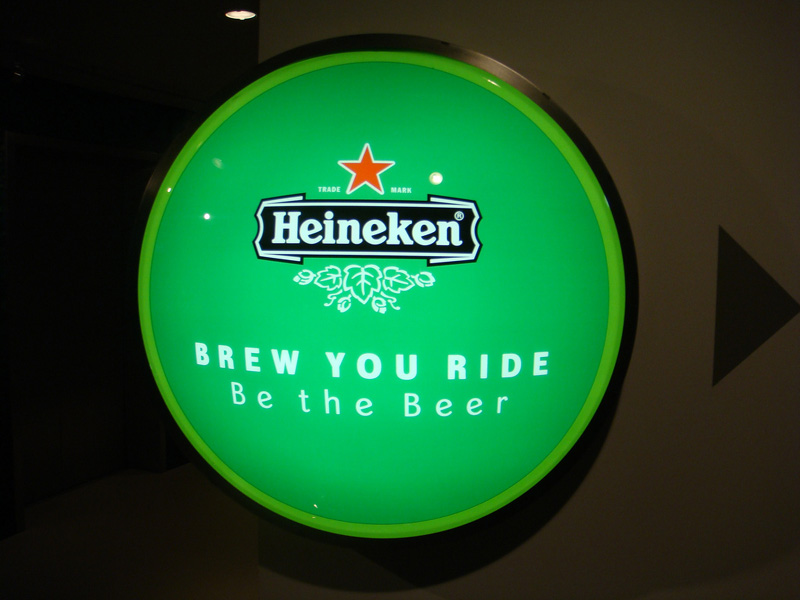 TRADE MARK
Heineken®
BREW YOU RIDE
Be the Beer